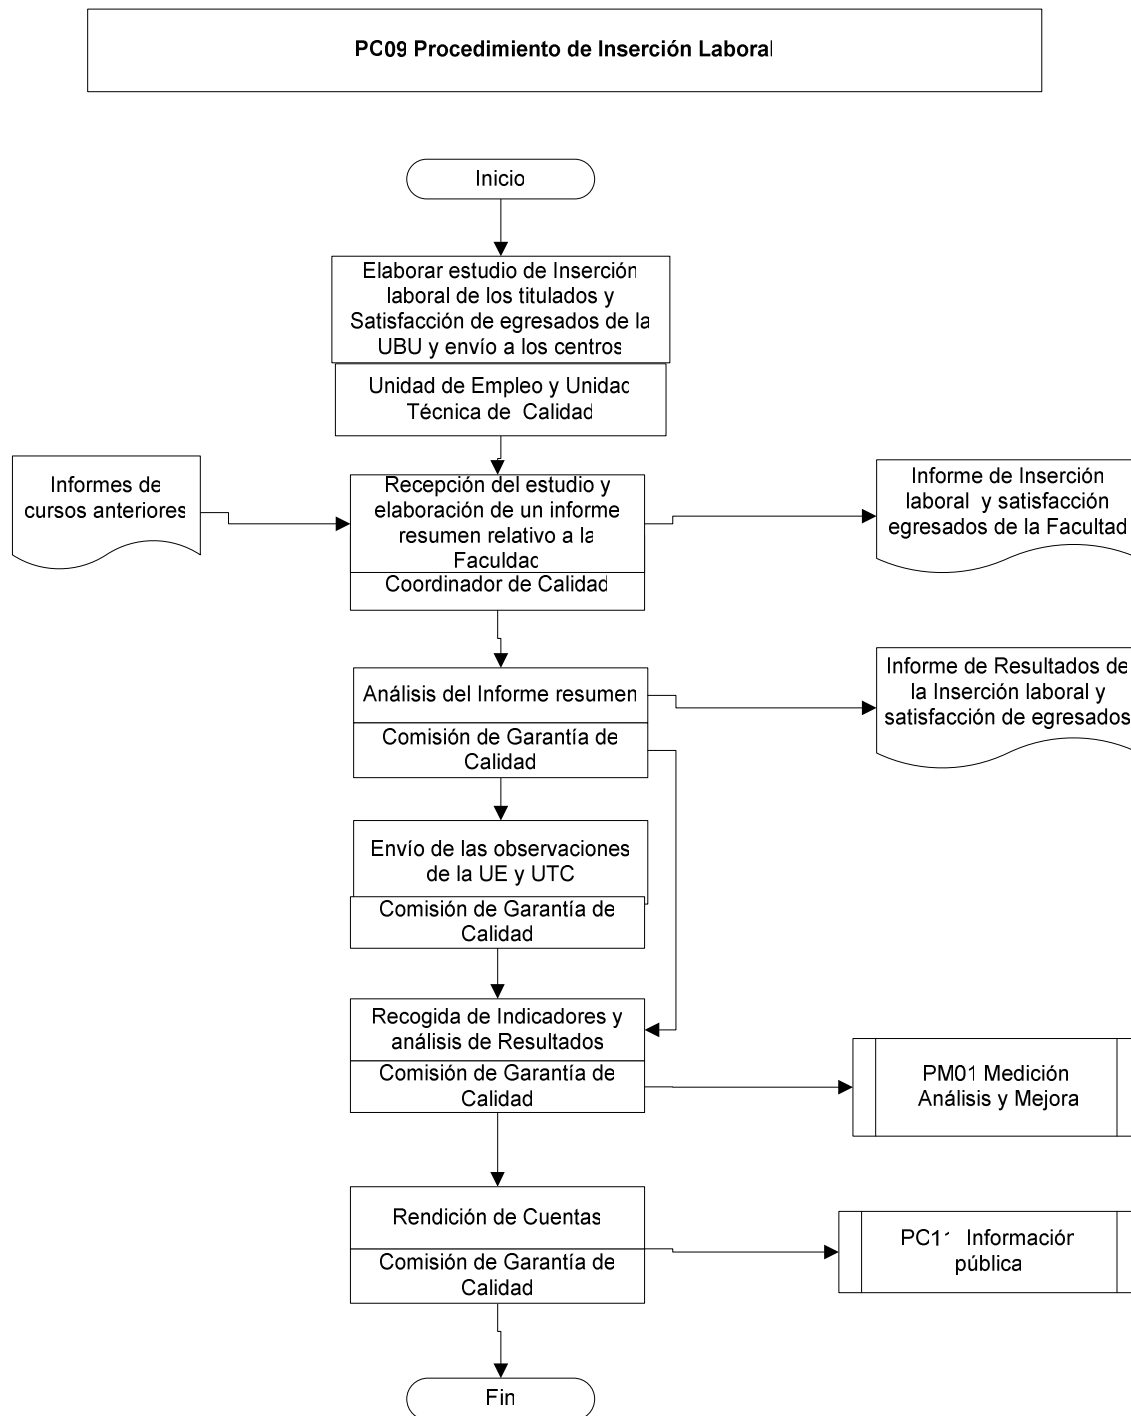 PC09 Procedimiento de Inserción Laboral
Inicio
Elaborar estudio de Inserción
laboral de los titulados y
Satisfacción de egresados de la
UBU y envío a los centros
Unidad de Empleo y Unidad
Técnica de Calidad
Informes de
cursos anteriores
Recepción del estudio y
elaboración de un informe
resumen relativo a la
Faculdad
Coordinador de Calidad
Informe de Inserción
laboral y satisfacción
egresados de la Facultad
Análisis del Informe resumen
Comisión de Garantía de
Calidad
Informe de Resultados de
la Inserción laboral y
satisfacción de egresados
Envío de las observaciones
de la UE y UTC
Comisión de Garantía de
Calidad
Recogida de Indicadores y
análisis de Resultados
Comisión de Garantía de
Calidad
PM01 Medición
Análisis y Mejora
Rendición de Cuentas
Comisión de Garantía de
Calidad
PC11 Información
pública
Fin